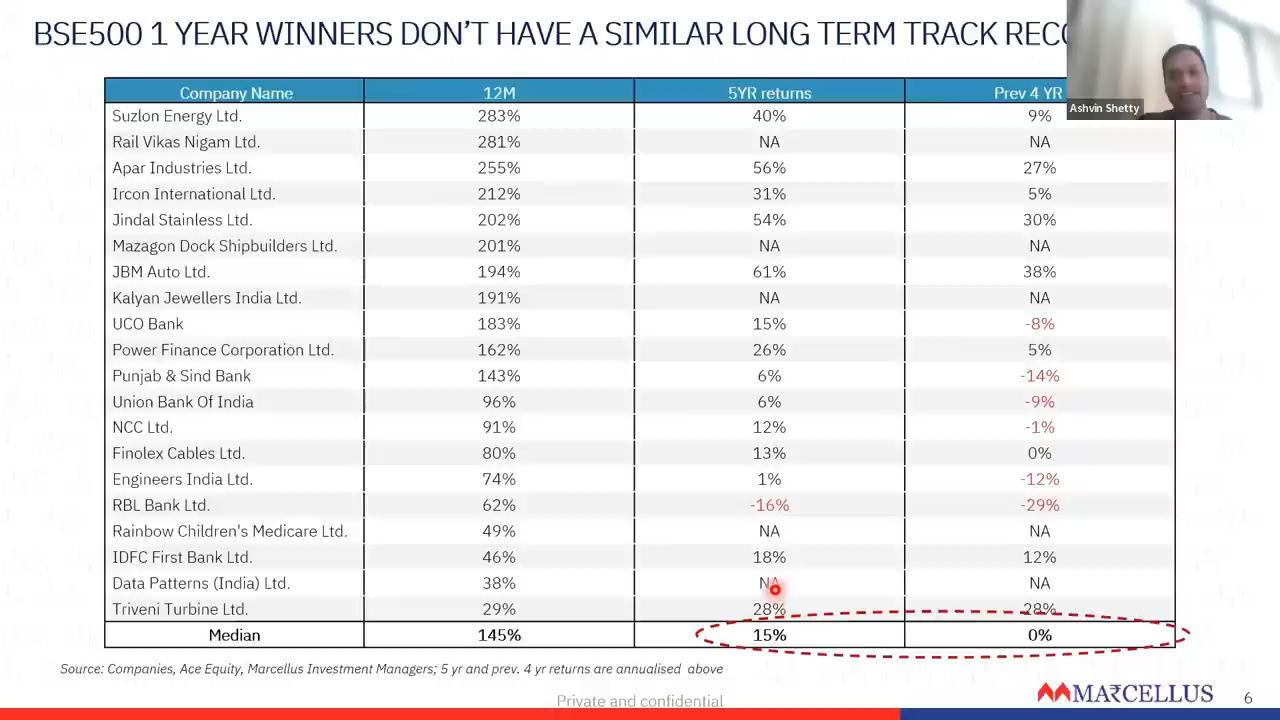 BSE500 1 YEAR WINNERS DON'T HAVE A SIMILAR LONG TERM TRACK
Ashvin Shetty
Company Name 12M 5YR returns Prev 4 YR
Suzlon Energy Ltd. 283% 40% 9%
Rail Vikas Nigam Ltd. 281% NA NA
Apar Industries Ltd. 255% 56% 27%
Ircon International Ltd. 212% 31% 5%
Jindal Stainless Ltd. 202% 54% 30%
Mazagon Dock Shipbuilders Ltd. 201% NA NA
JBM Auto Ltd. 194% 61% 38%
Kalyan Jewellers India Ltd. 191% NA NA
UCO Bank 183% 15% -8%
Power Finance Corporation Ltd. 162% 26% 5%
Punjab & Sind Bank 143% 6% -14%
Union Bank Of India 96% 6% -9%
NCC Ltd. 91% 12% -1%
Finolex Cables Ltd. 80% 13% 0%
Engineers India Ltd. 74% 1% -12%
RBL Bank Ltd. 62% -16% -29%
Rainbow Children's Medicare Ltd. 49% NA NA
IDFC First Bank Ltd. 46% 18% 12%
Data Patterns (India) Ltd. 38% NA NA
Triveni Turbine Ltd. 29% 28% 28%
Median 145% 15% 0%
Source: Companies, Ace Equity, Marcellus Investment Managers; 5 yr and prev. 4 yr returns are annualised above
Private and confidential
MARCELLUS
6